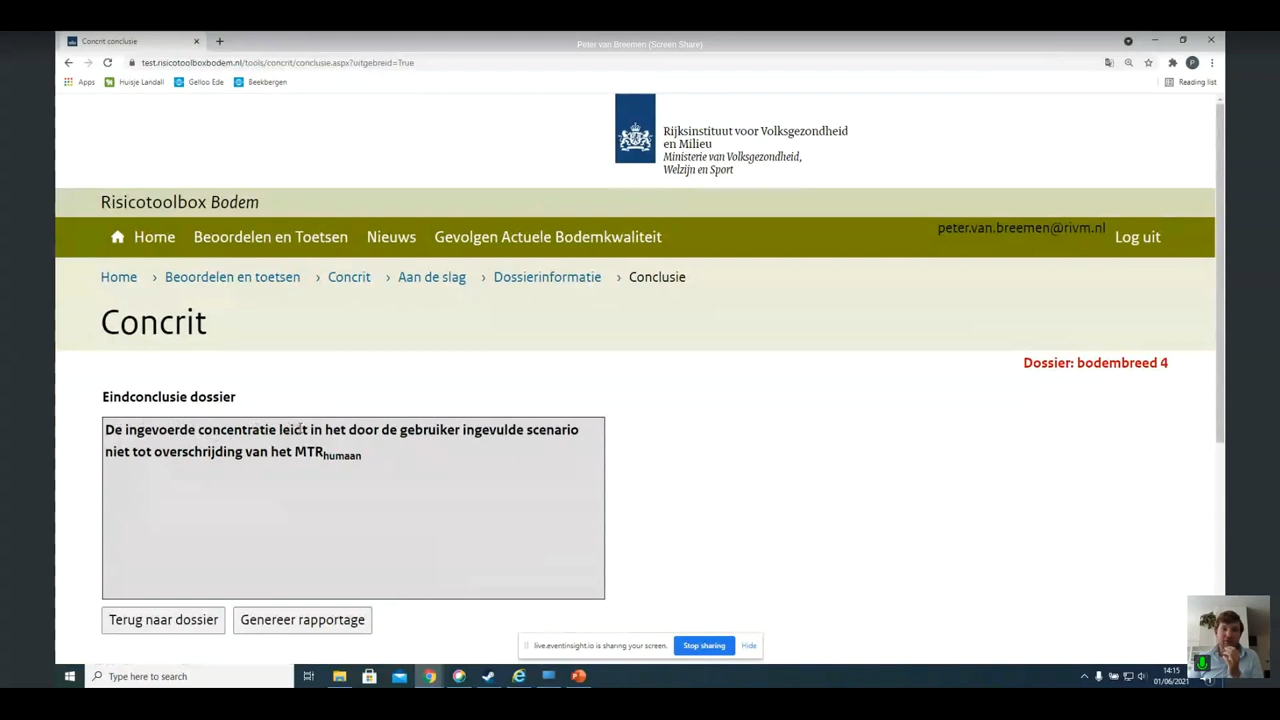 Concrit conclusie
Peter van Breemen (Screen Share)
test.risicotoolboxbodem.nl/tools/concrit/conclusie.aspx?uitgebreid=True
P
Apps Huisje Landall Gelloo Ede Beekbergen Reading list
Rijksinstituut voor Volksgezondheid
en Milieu
Ministerie van Volksgezondheid,
Welzijn en Sport
Risicotoolbox Bodem
Home Beoordelen en Toetsen Nieuws Gevolgen Actuele Bodemkwaliteit peter.van.breemen@rivm.nl Log uit
Home › Beoordelen en toetsen › Concrit › Aan de slag › Dossierinformatie › Conclusie
Concrit
Dossier: bodembreed 4
Eindconclusie dossier
De ingevoerde concentratie leidt in het door de gebruiker ingevulde scenario
niet tot overschrijding van het MTRhumaan
Terug naar dossier Genereer rapportage
live.eventinsight.io is sharing your screen. Stop sharing Hide
Type here to search
14:15
01/06/2021